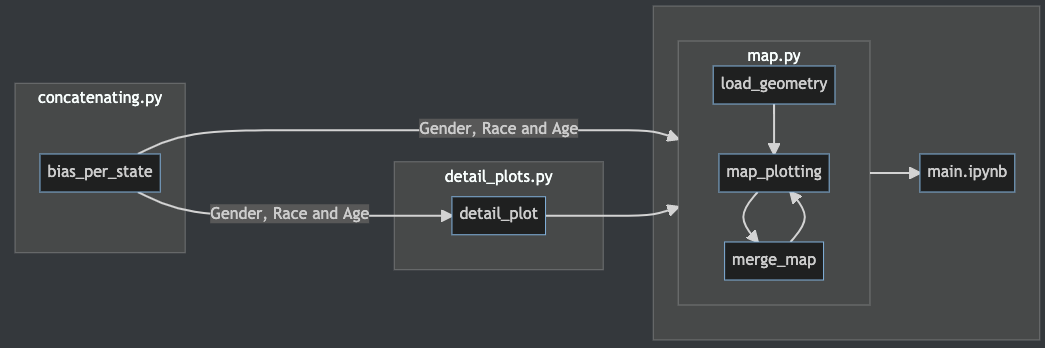 concatenating.py
bias_per_state
Gender, Race and Age
Gender, Race and Age
detail_plots.py
detail_plot
map.py
load_geometry
map_plotting
merge_map
main.ipynb